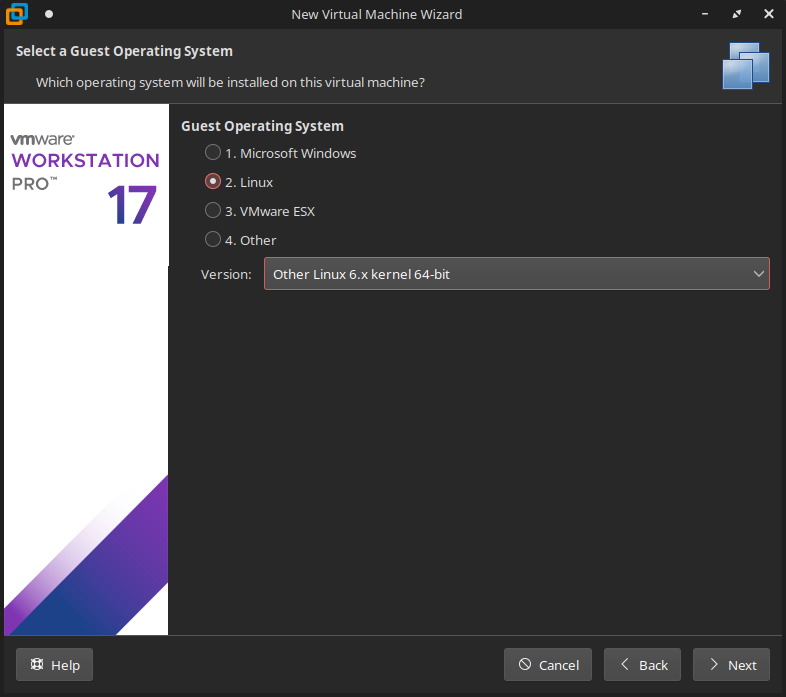 New Virtual Machine Wizard
Select a Guest Operating System
Which operating system will be installed on this virtual machine?
vmware®
WORKSTATION
PRO™
17
Guest Operating System
1. Microsoft Windows
2. Linux
3. VMware ESX
4. Other
Version: Other Linux 6.x kernel 64-bit
Help Cancel Back Next